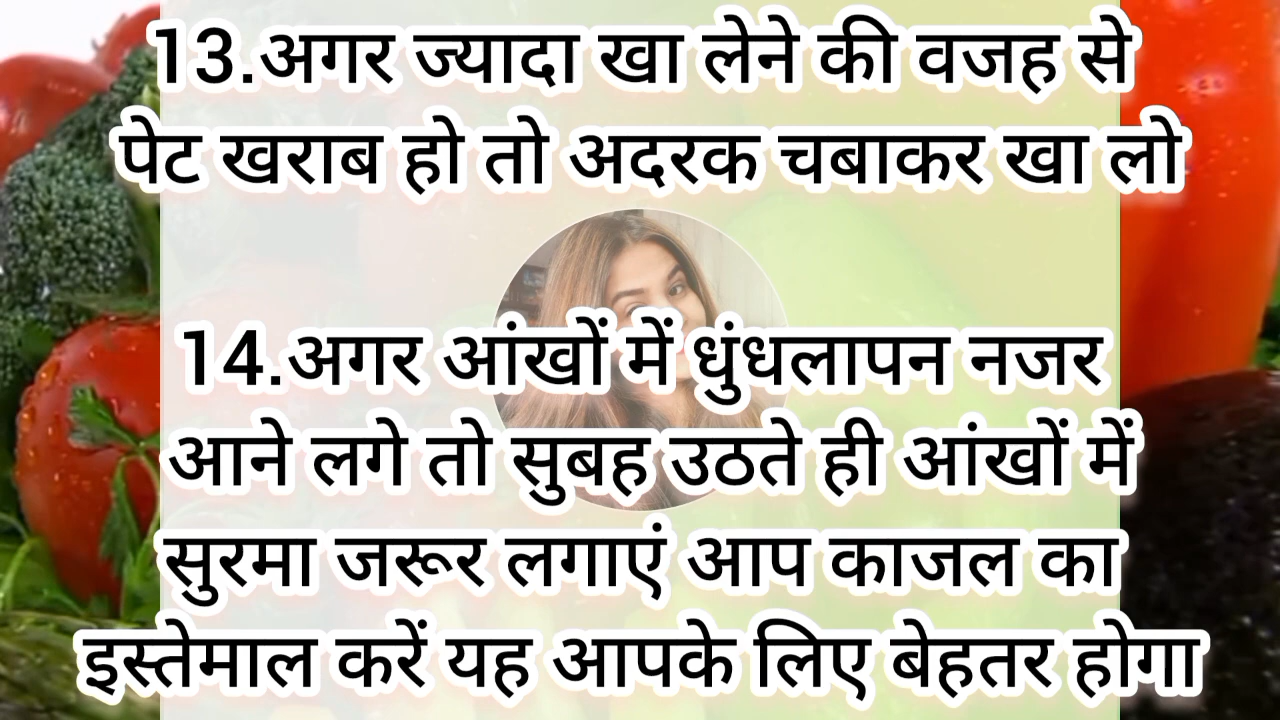 13.अगर ज्यादा खा लेने की वजह से
पेट खराब हो तो अदरक चबाकर खा लो
14.अगर आंखों में धुंधलापन नजर
आने लगे तो सुबह उठते ही आंखों में
सुरमा जरूर लगाएं आप काजल का
इस्तेमाल करें यह आपके लिए बेहतर होगा